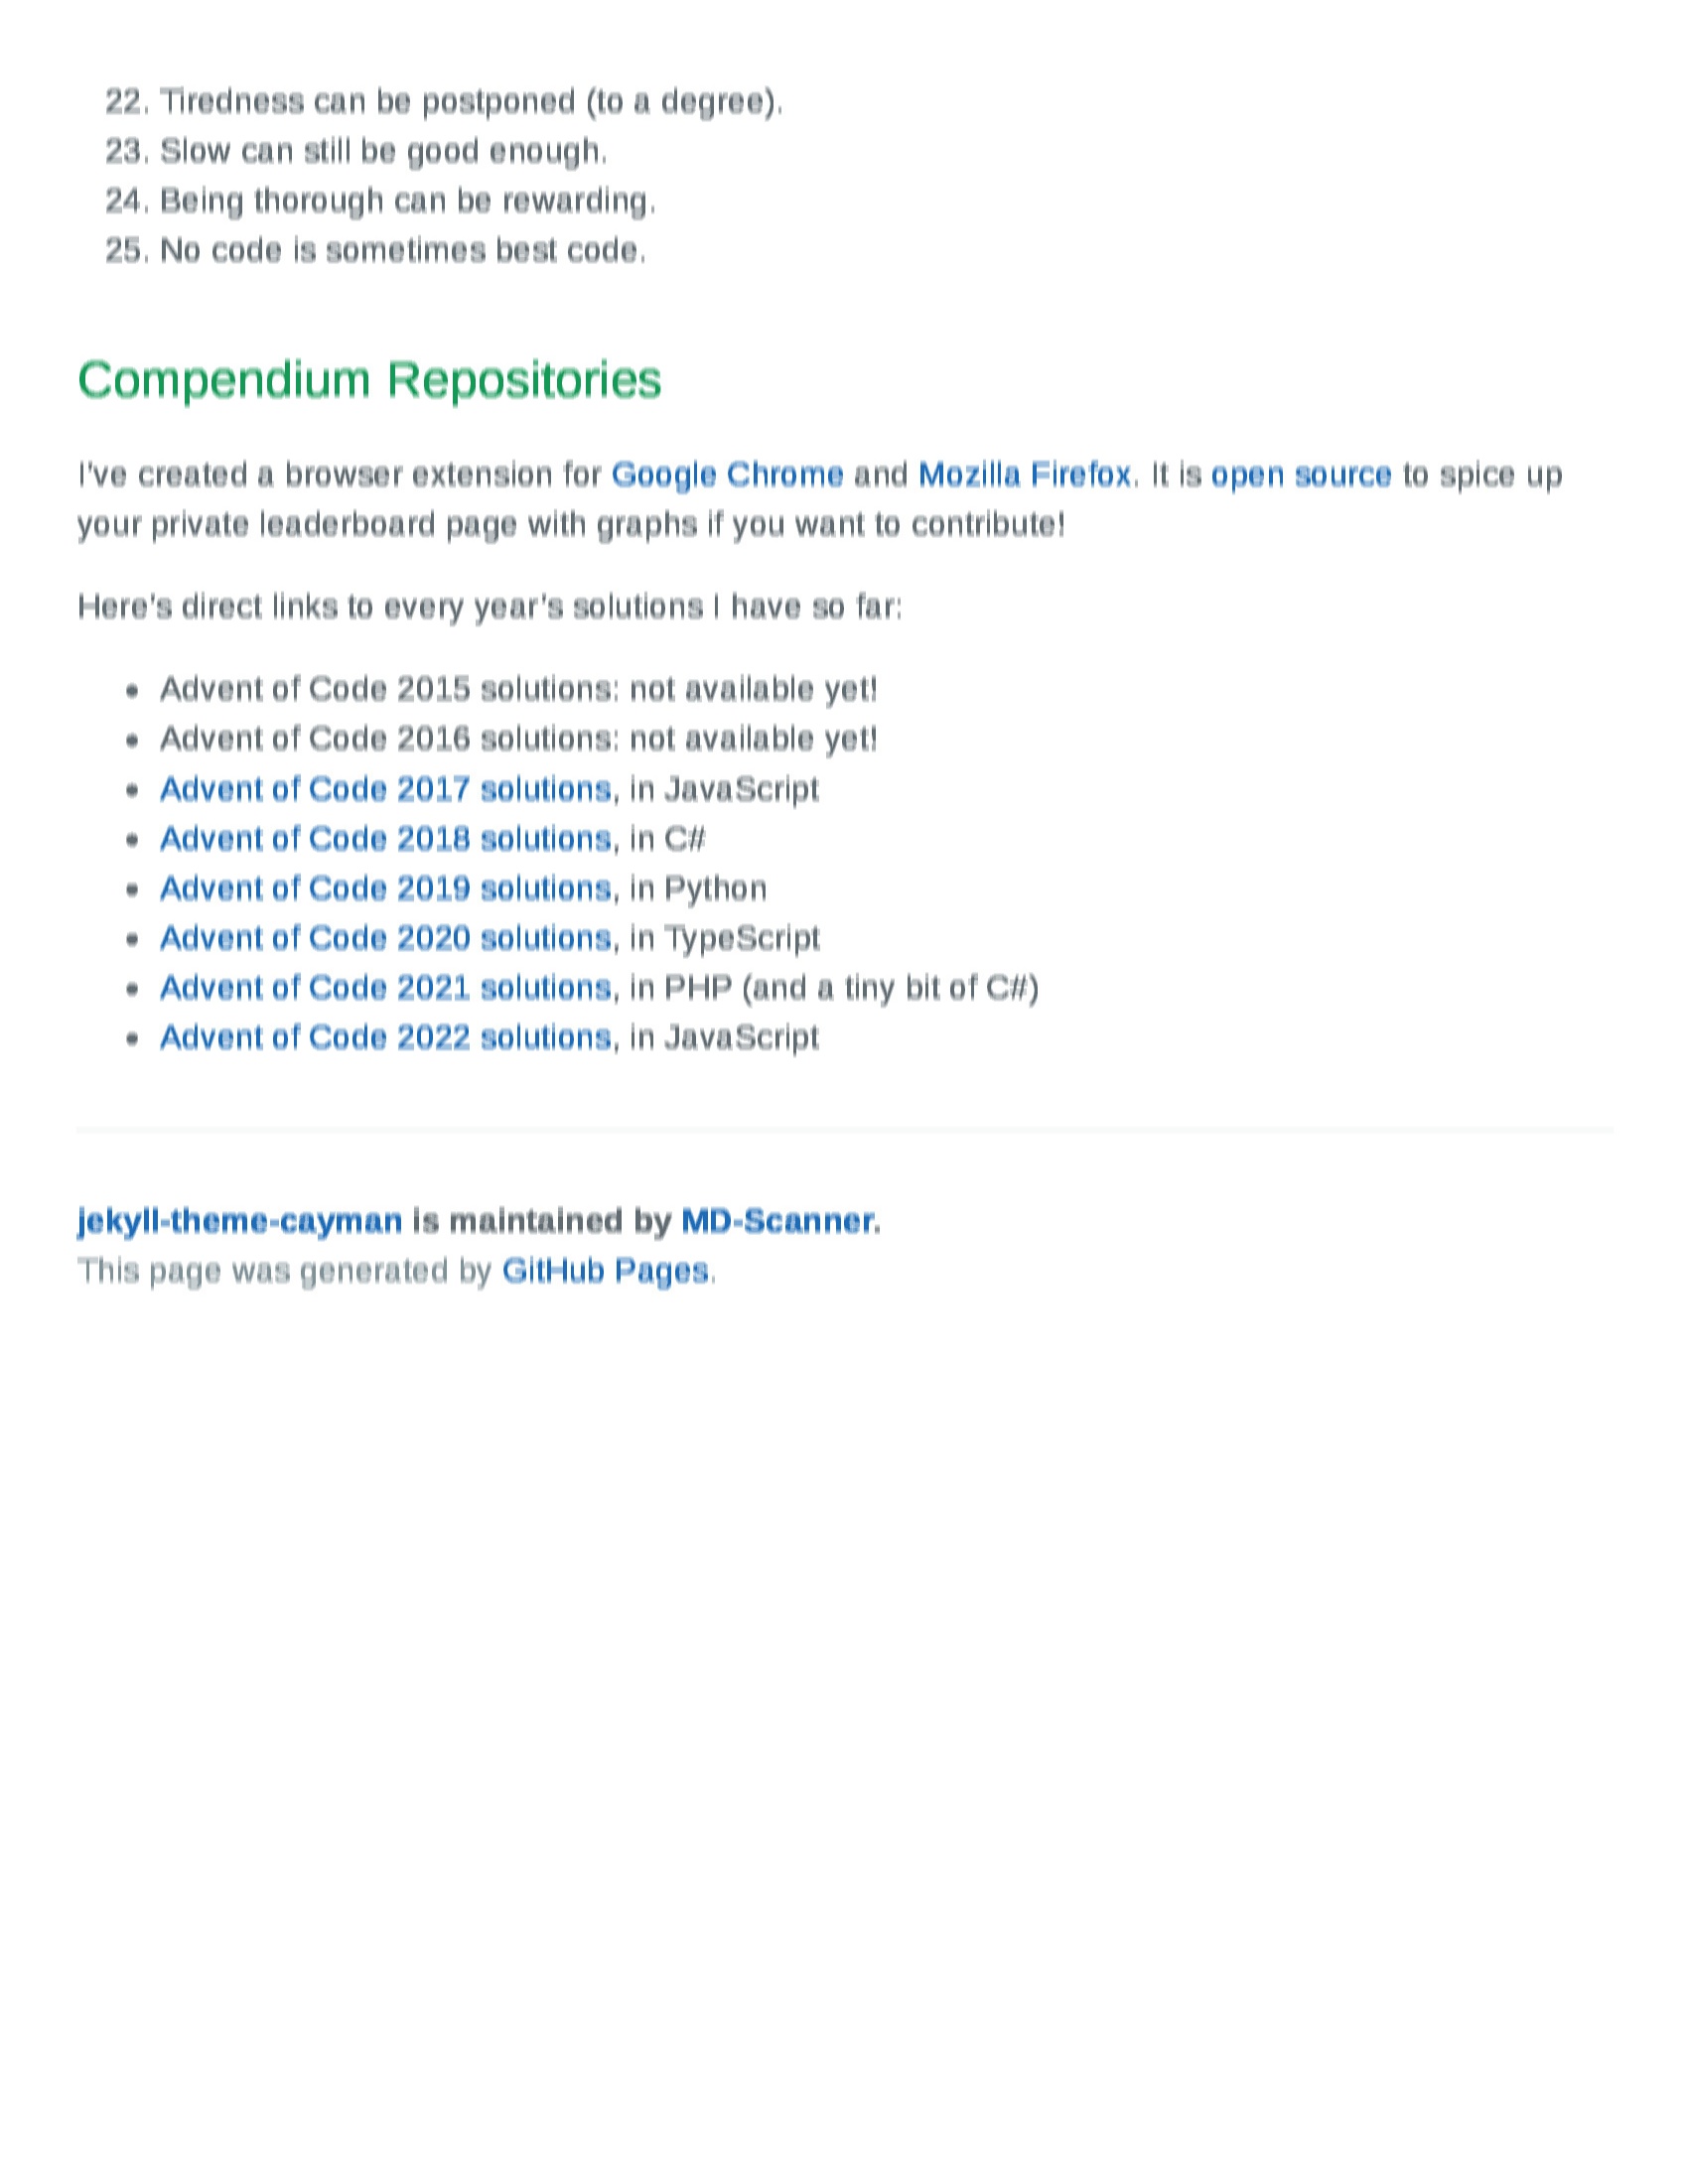 22. Tiredness can be postponed (to a degree).
23. Slow can still be good enough.
24. Being thorough can be rewarding.
25. No code is sometimes best code.
Compendium Repositories
I've created a browser extension for Google Chrome and Mozilla Firefox. It is open source to spice up
your private leaderboard page with graphs if you want to contribute!
Here's direct links to every year's solutions I have so far:
• Advent of Code 2015 solutions: not available yet!
• Advent of Code 2016 solutions: not available yet!
• Advent of Code 2017 solutions, in JavaScript
• Advent of Code 2018 solutions, in C#
• Advent of Code 2019 solutions, in Python
• Advent of Code 2020 solutions, in TypeScript
• Advent of Code 2021 solutions, in PHP (and a tiny bit of C#)
• Advent of Code 2022 solutions, in JavaScript
jekyll-theme-cayman is maintained by MD-Scanner.
This page was generated by GitHub Pages.